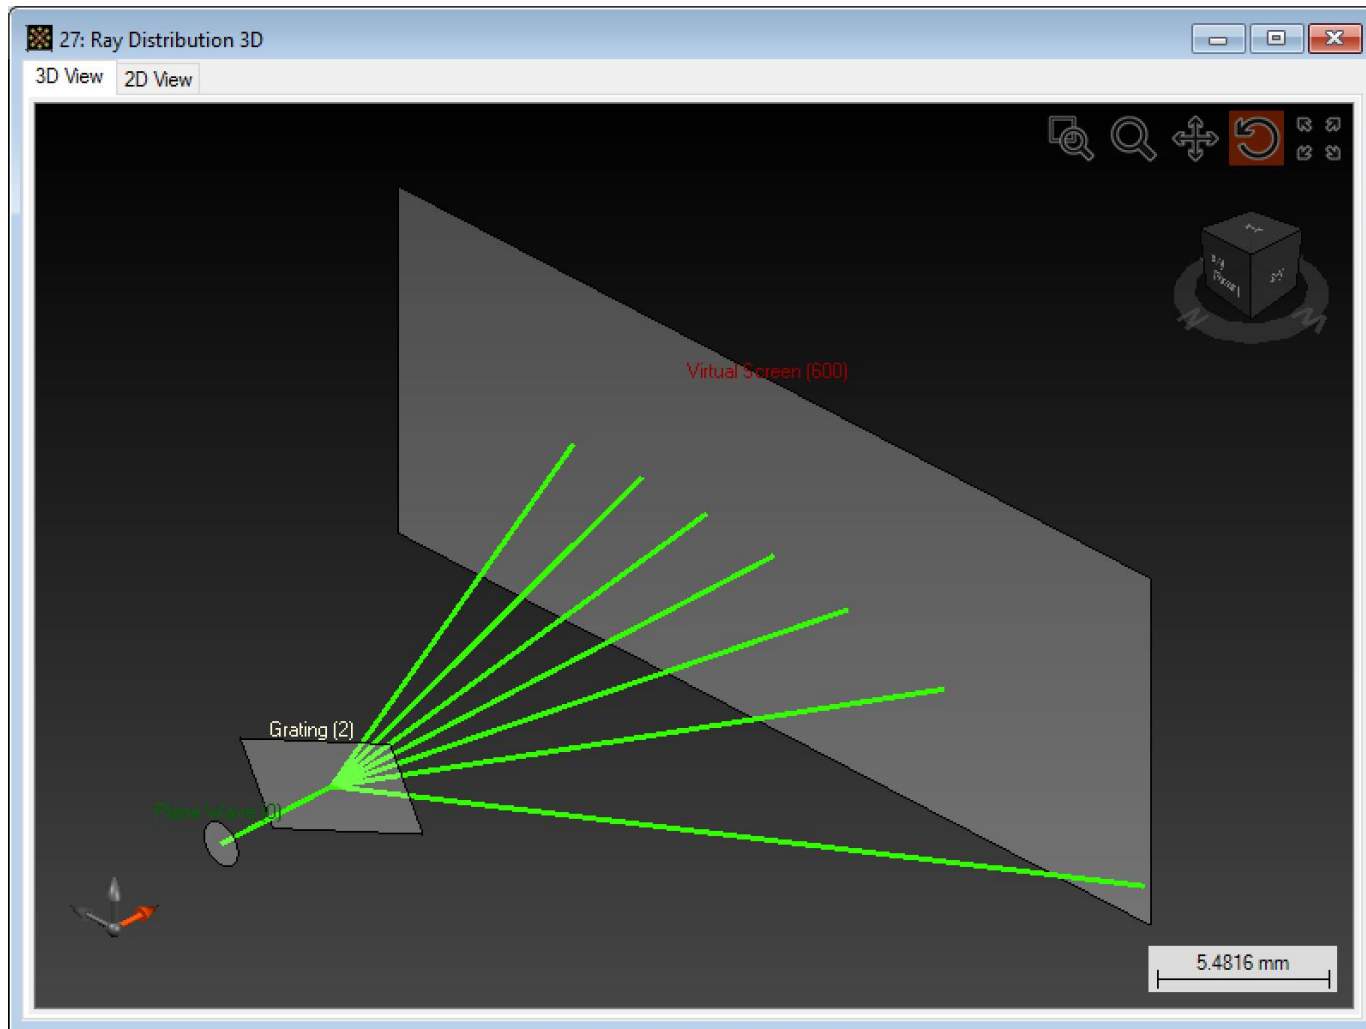 27: Ray Distribution 3D
3D View
2D View
Virtual Screen (600)
Grating (2)
Plane Wave (0)
N
M
5.4816 mm